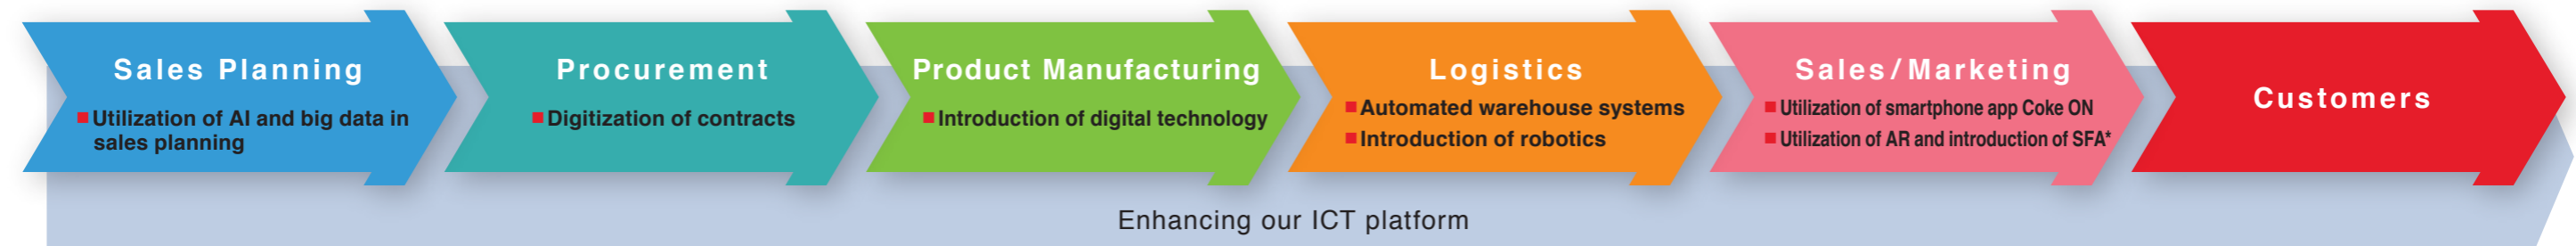 Sales Planning
■ Utilization of AI and big data in
sales planning
Procurement
■ Digitization of contracts
Product Manufacturing
■ Introduction of digital technology
Logistics
■ Automated warehouse systems
■ Introduction of robotics
Sales/Marketing
■ Utilization of smartphone app Coke ON
■ Utilization of AR and introduction of SFA*
Customers
Enhancing our ICT platform